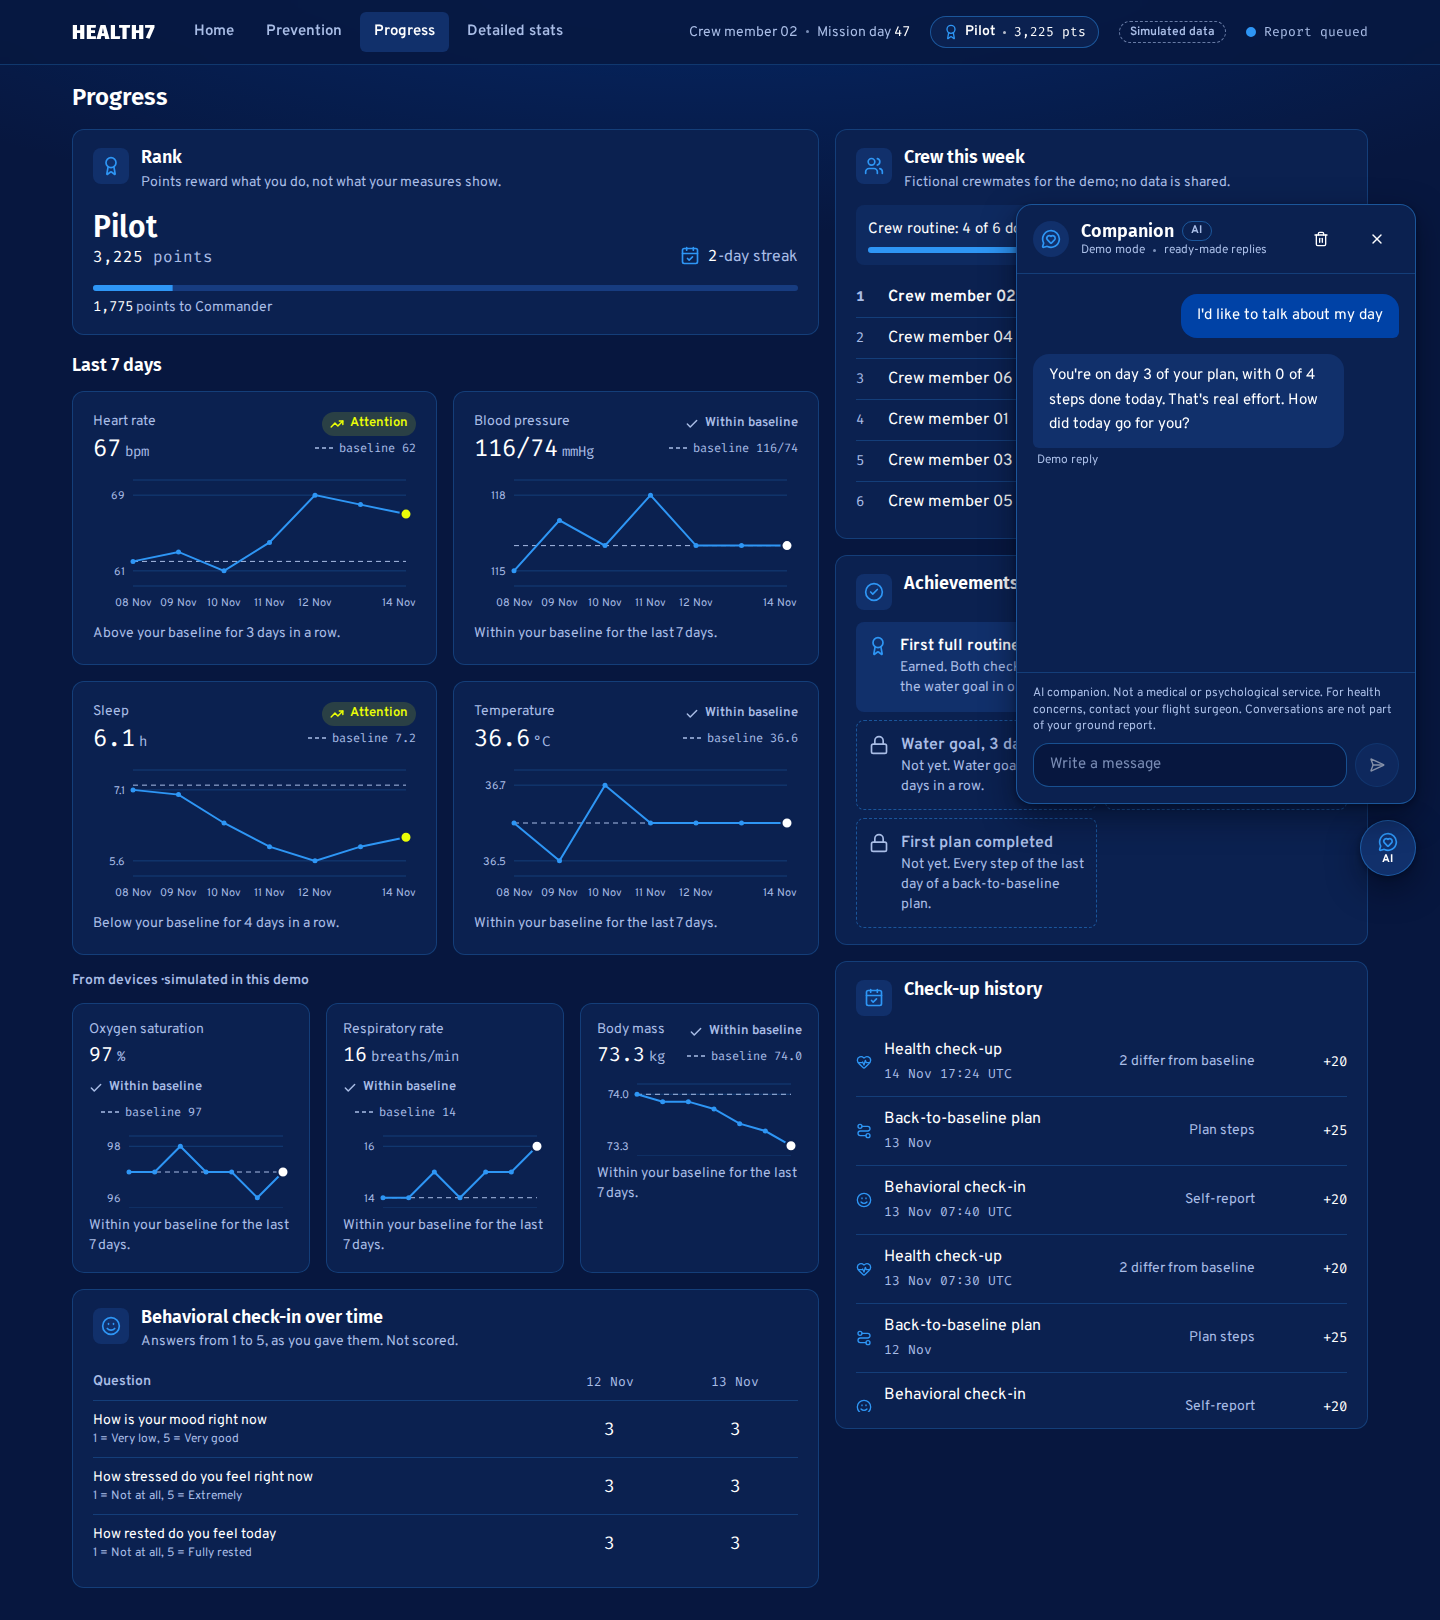 HEALTH7
Home
Prevention
Progress
Detailed stats
Crew member 02 • Mission day 47
Pilot • 3,225 pts
Simulated data
Report queued
Progress
Rank
Points reward what you do, not what your measures show.
Pilot
3,225 points
2-day streak
1,775 points to Commander
Last 7 days
Heart rate
Attention
67 bpm
baseline 62
69
61
08 Nov 09 Nov 10 Nov 11 Nov 12 Nov 14 Nov
Above your baseline for 3 days in a row.
Blood pressure
Within baseline
116/74 mmHg
baseline 116/74
118
115
08 Nov 09 Nov 10 Nov 11 Nov 12 Nov 14 Nov
Within your baseline for the last 7 days.
Sleep
Attention
6.1 h
baseline 7.2
7.1
5.6
08 Nov 09 Nov 10 Nov 11 Nov 12 Nov 14 Nov
Below your baseline for 4 days in a row.
Temperature
Within baseline
36.6 °C
baseline 36.6
36.7
36.5
08 Nov 09 Nov 10 Nov 11 Nov 12 Nov 14 Nov
Within your baseline for the last 7 days.
From devices · simulated in this demo
Oxygen saturation
97 %
Within baseline
baseline 97
98
96
Within your baseline for the last
7 days.
Respiratory rate
16 breaths/min
Within baseline
baseline 14
16
14
Within your baseline for the last
7 days.
Body mass
Within baseline
73.3 kg
baseline 74.0
74.0
73.3
Within your baseline for the last
7 days.
Behavioral check-in over time
Answers from 1 to 5, as you gave them. Not scored.
Question 12 Nov 13 Nov
How is your mood right now
1 = Very low, 5 = Very good
3 3
How stressed do you feel right now
1 = Not at all, 5 = Extremely
3 3
How rested do you feel today
1 = Not at all, 5 = Fully rested
3 3
Crew this week
Fictional crewmates for the demo; no data is shared.
Crew routine: 4 of 6 do
1 Crew member 02
2 Crew member 04
3 Crew member 06
4 Crew member 01
5 Crew member 03
6 Crew member 05
Achievements
First full routine
Earned. Both check
the water goal in o
Water goal, 3 da
Not yet. Water goa
days in a row.
First plan completed
Not yet. Every step of the last
day of a back-to-baseline
plan.
Check-up history
Health check-up
14 Nov 17:24 UTC
2 differ from baseline
+20
Back-to-baseline plan
13 Nov
Plan steps
+25
Behavioral check-in
13 Nov 07:40 UTC
Self-report
+20
Health check-up
13 Nov 07:30 UTC
2 differ from baseline
+20
Back-to-baseline plan
12 Nov
Plan steps
+25
Behavioral check-in
Self-report
+20
Companion AI
Demo mode • ready-made replies
I'd like to talk about my day
You're on day 3 of your plan, with 0 of 4
steps done today. That's real effort. How
did today go for you?
Demo reply
AI companion. Not a medical or psychological service. For health
concerns, contact your flight surgeon. Conversations are not part
of your ground report.
Write a message
AI